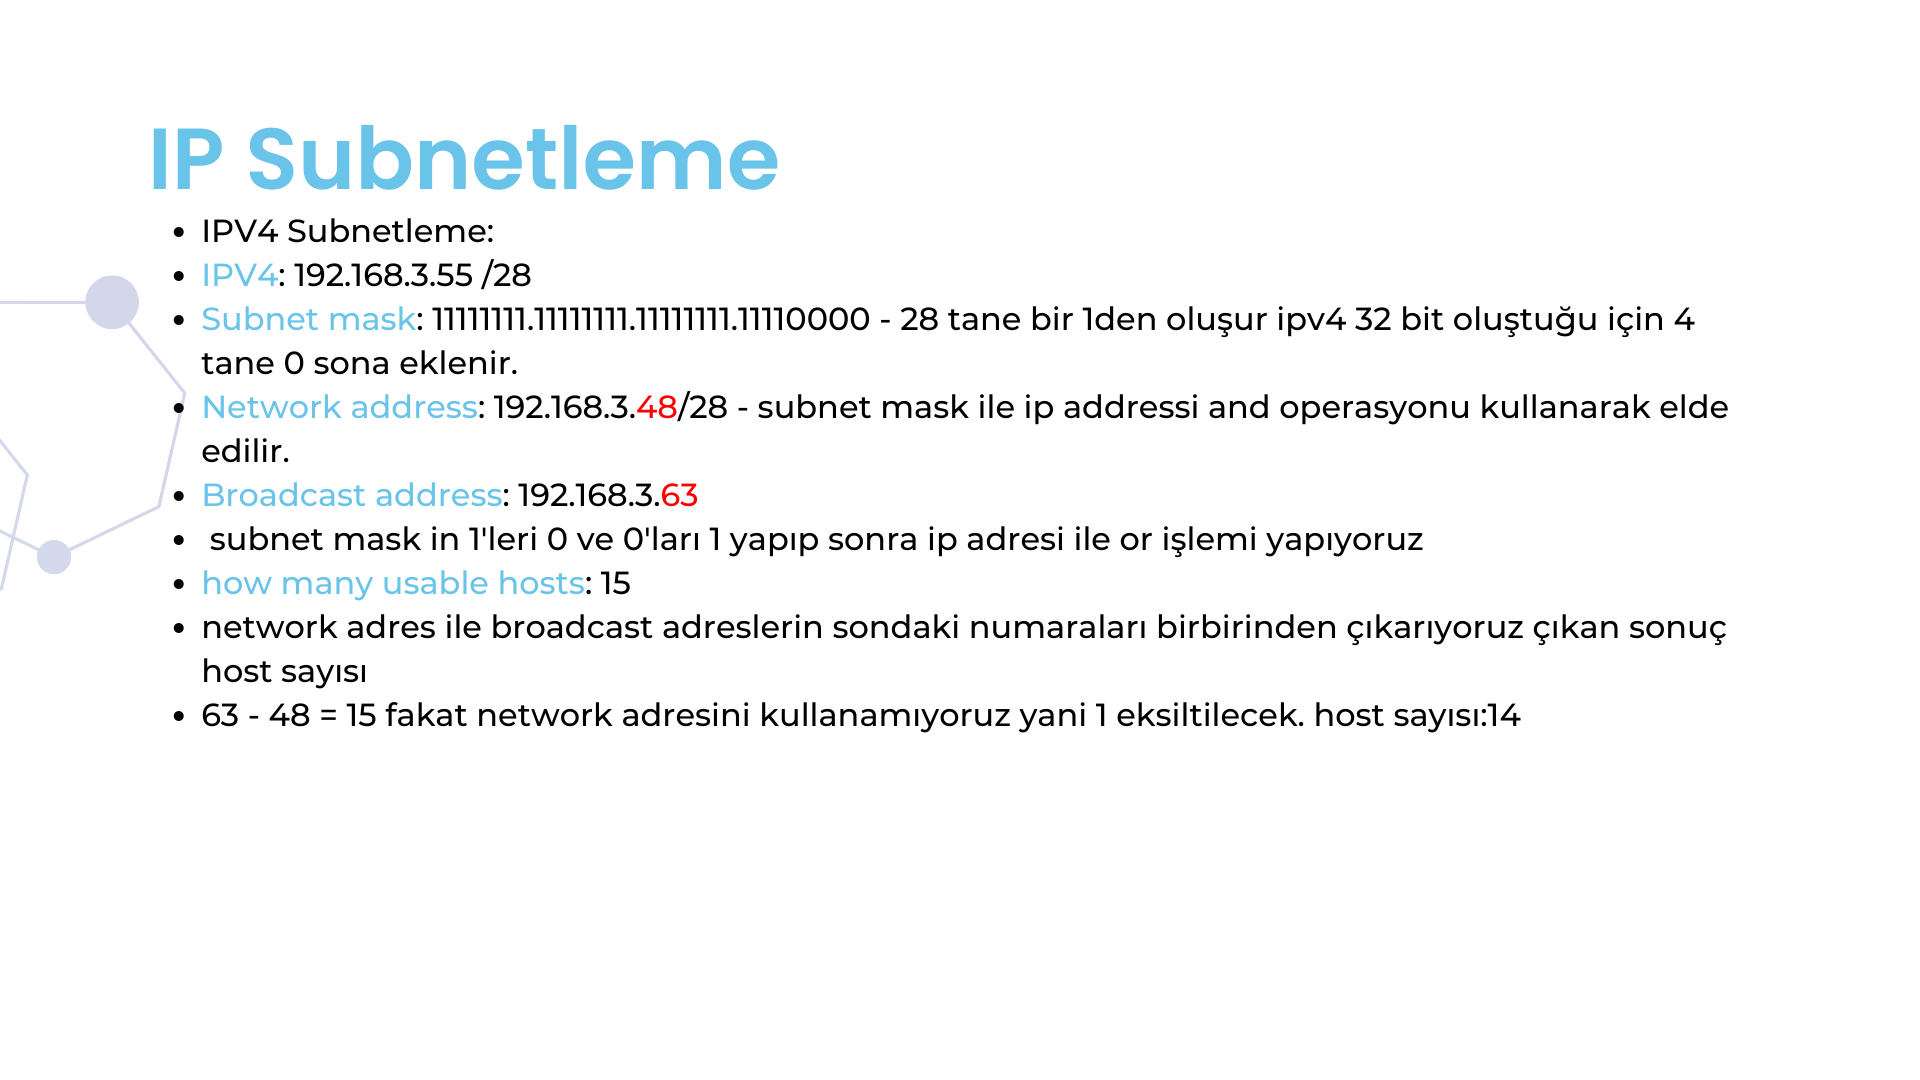 IP Subnetleme
• IPV4 Subnetleme:
• IPV4: 192.168.3.55 /28
• Subnet mask: 11111111.11111111.11111111.11110000 - 28 tane bir 1den oluşur ipv4 32 bit oluştuğu için 4
tane 0 sona eklenir.
• Network address: 192.168.3.48/28 - subnet mask ile ip addressi and operasyonu kullanarak elde
edilir.
• Broadcast address: 192.168.3.63
• subnet mask in 1'leri 0 ve 0'ları 1 yapıp sonra ip adresi ile or işlemi yapıyoruz
• how many usable hosts: 15
• network adres ile broadcast adreslerin sondaki numaraları birbirinden çıkarıyoruz çıkan sonuç
host sayısı
• 63 - 48 = 15 fakat network adresini kullanamıyoruz yani 1 eksiltilecek. host sayısı:14